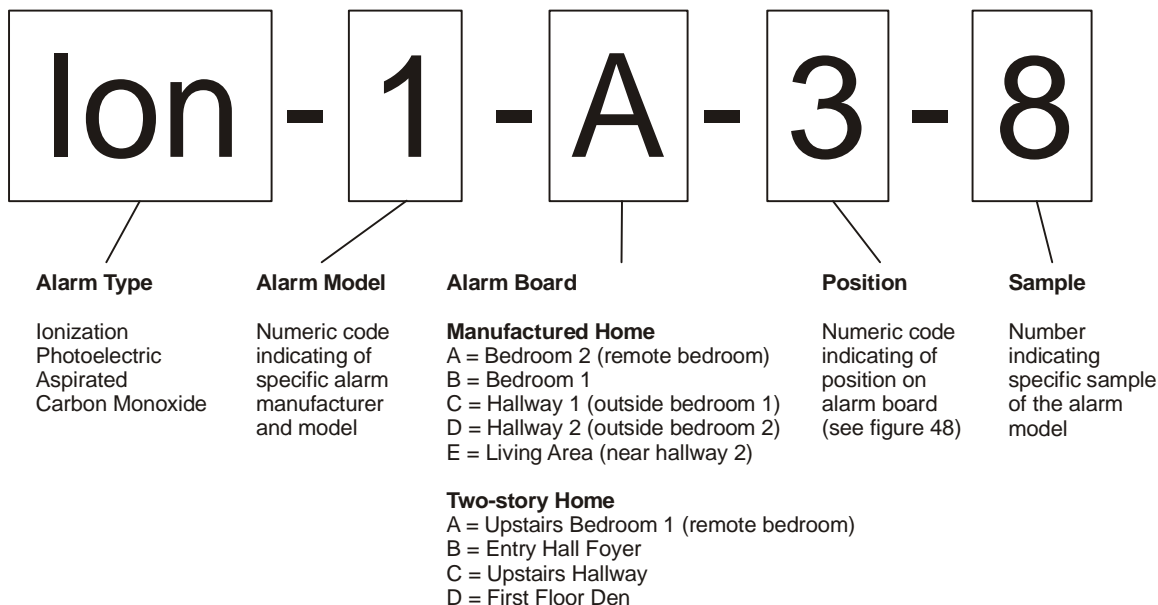 Ion - 1 - A - 3 - 8
Alarm Type
Ionization
Photoelectric
Aspirated
Carbon Monoxide
Alarm Model
Numeric code
indicating of
specific alarm
manufacturer
and model
Alarm Board
Manufactured Home
A = Bedroom 2 (remote bedroom)
B = Bedroom 1
C = Hallway 1 (outside bedroom 1)
D = Hallway 2 (outside bedroom 2)
E = Living Area (near hallway 2)
Two-story Home
A = Upstairs Bedroom 1 (remote bedroom)
B = Entry Hall Foyer
C = Upstairs Hallway
D = First Floor Den
Position
Numeric code
indicating of
position on
alarm board
(see figure 48)
Sample
Number
indicating
specific sample
of the alarm
model